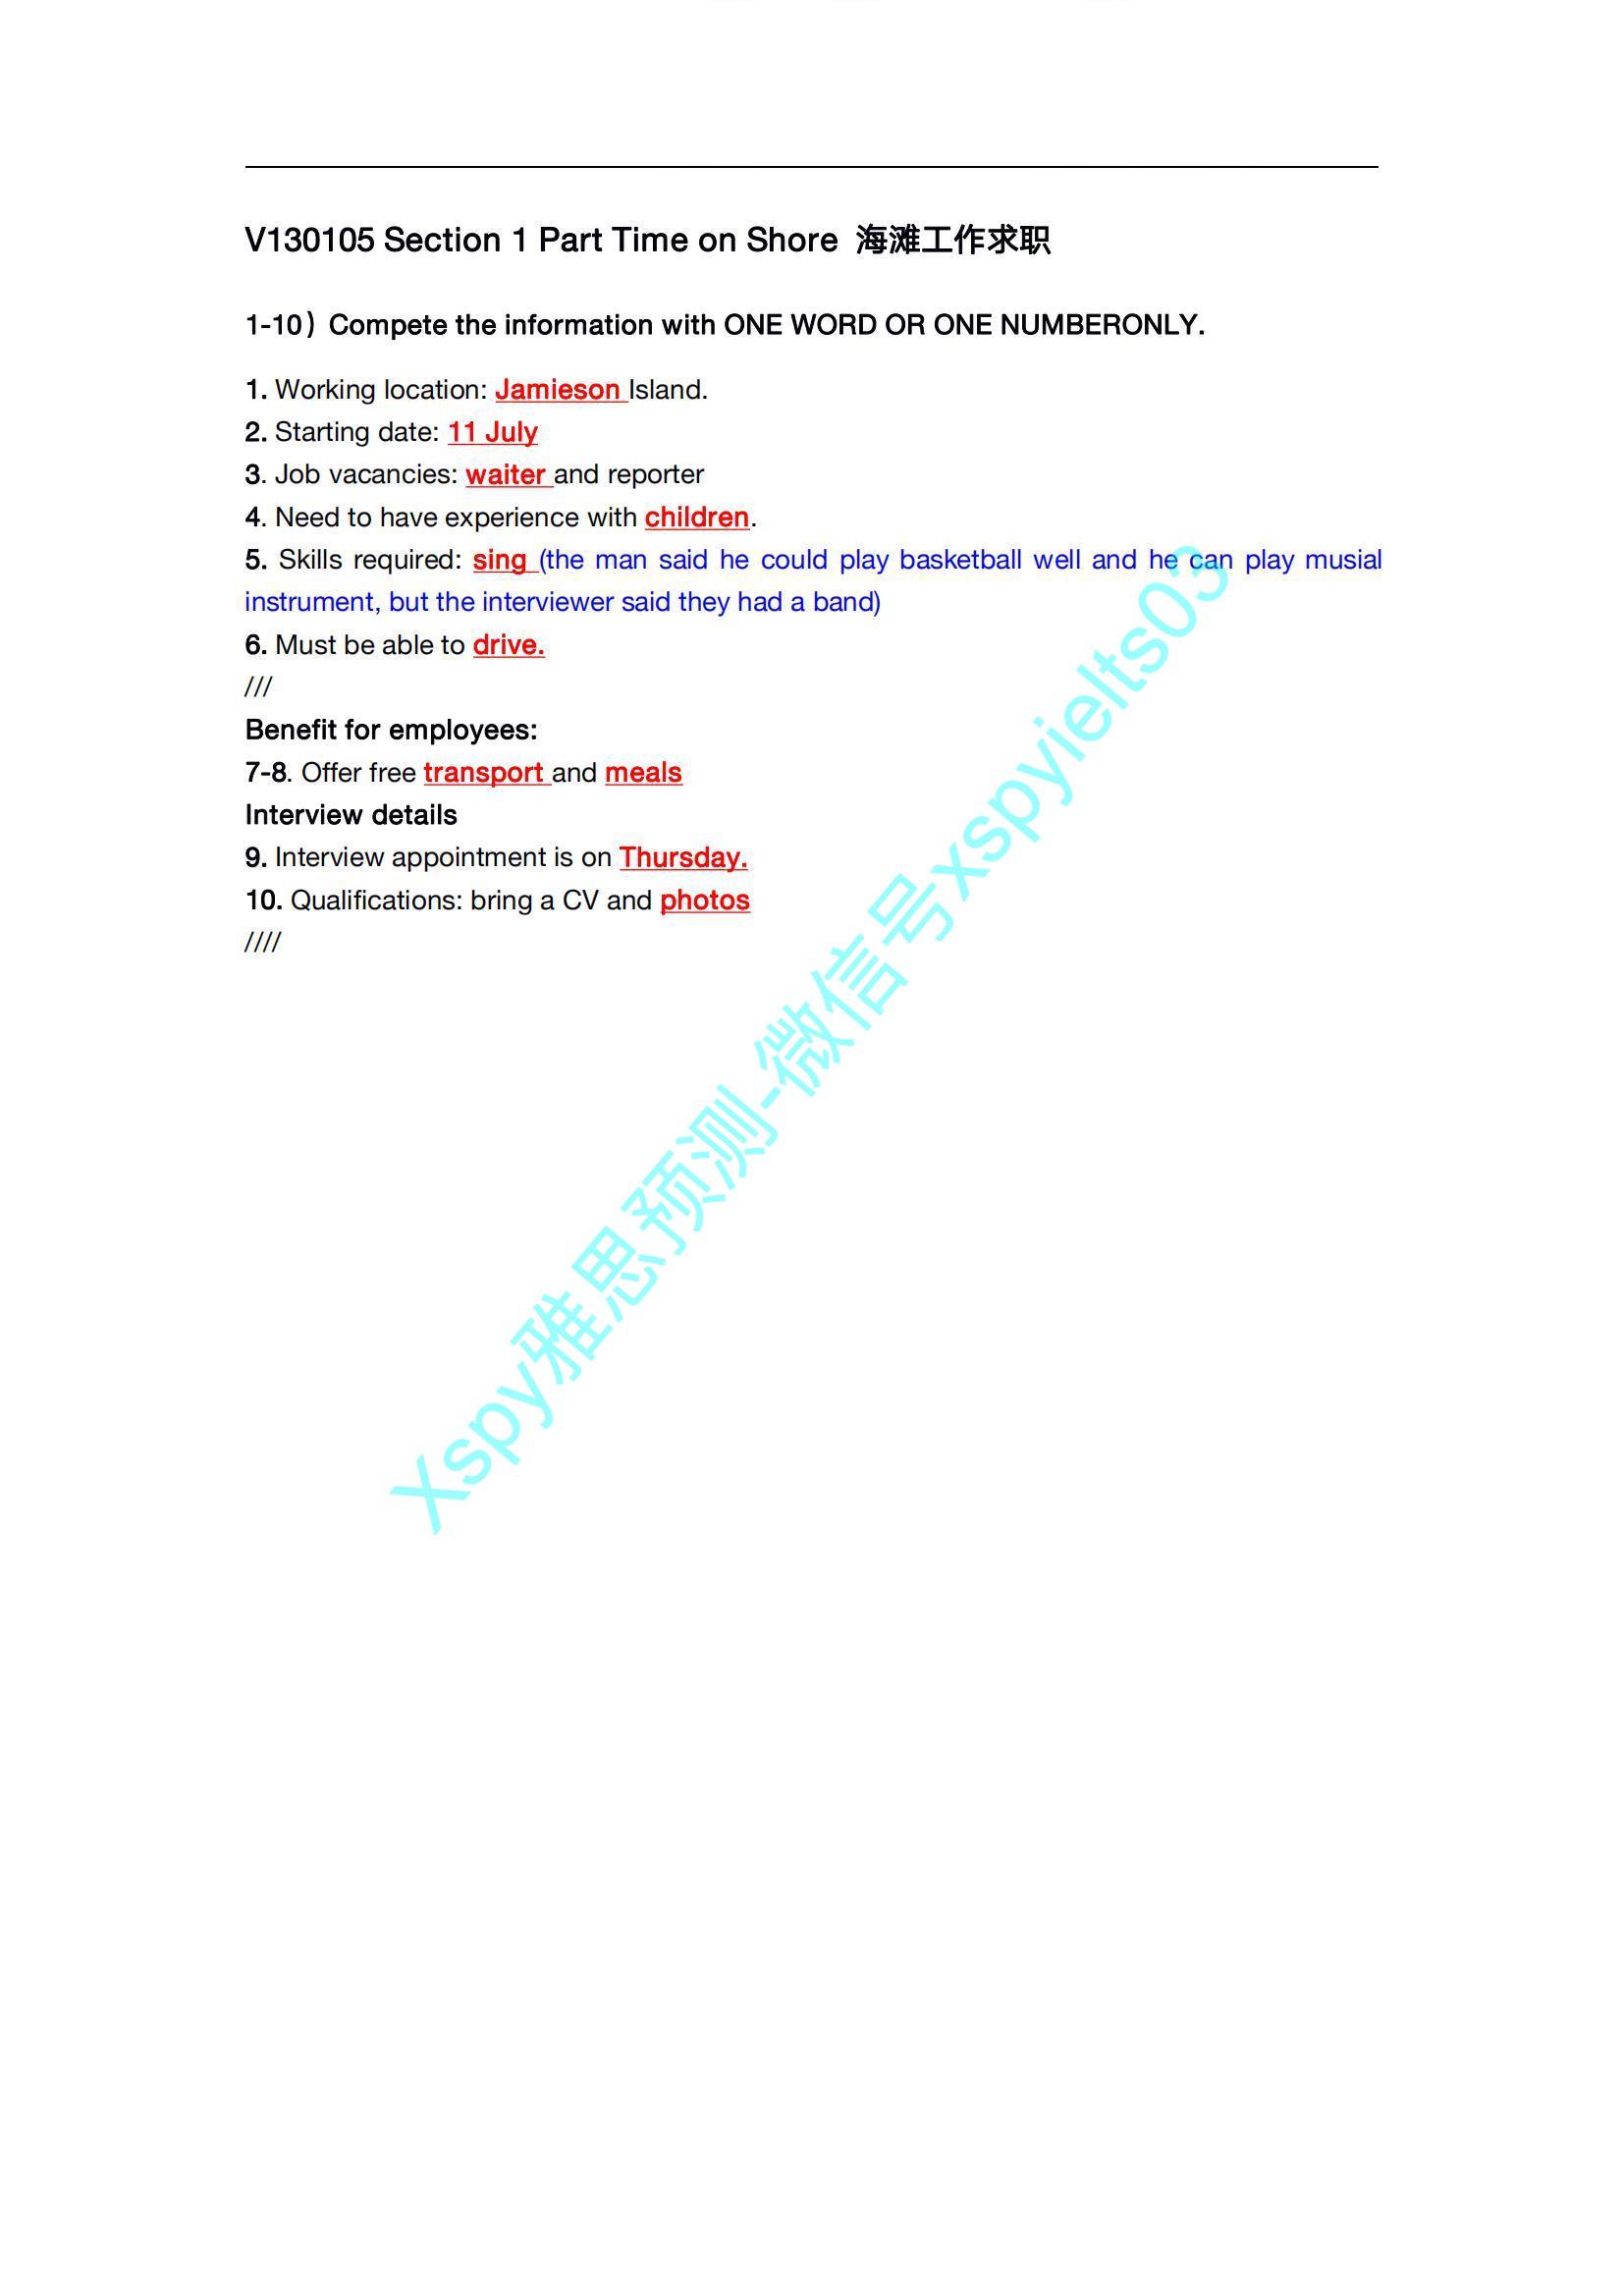 V130105 Section 1 Part Time on Shore 海滩工作求职
1-10）Compete the information with ONE WORD OR ONE NUMBERONLY.
1. Working location: Jamieson Island.
2. Starting date: 11 July
3. Job vacancies: waiter and reporter
4. Need to have experience with children.
5. Skills required: sing (the man said he could play basketball well and he can play musial
instrument, but the interviewer said they had a band)
6. Must be able to drive.
///
Benefit for employees:
7-8. Offer free transport and meals
Interview details
9. Interview appointment is on Thursday.
10. Qualifications: bring a CV and photos
////
Xspy雅思预测-微信号xspyielts03